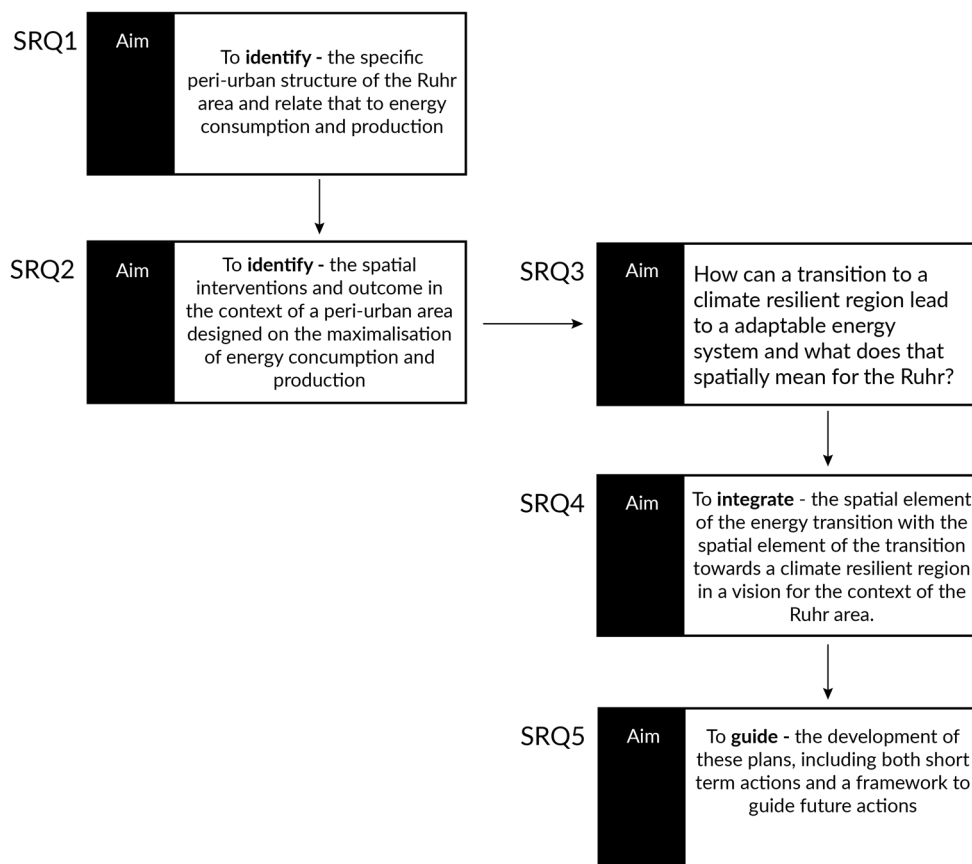 SRQ1
Aim
To identify - the specific
peri-urban structure of the Ruhr
area and relate that to energy
consumption and production
SRQ2
Aim
To identify - the spatial
interventions and outcome in
the context of a peri-urban area
designed on the maximalisation
of energy concumption and
production
SRQ3
Aim
How can a transition to a
climate resilient region lead
to a adaptable energy
system and what does that
spatially mean for the Ruhr?
SRQ4
Aim
To integrate - the spatial element
of the energy transition with the
spatial element of the transition
towards a climate resilient region
in a vision for the context of the
Ruhr area.
SRQ5
Aim
To guide - the development of
these plans, including both short
term actions and a framework to
guide future actions